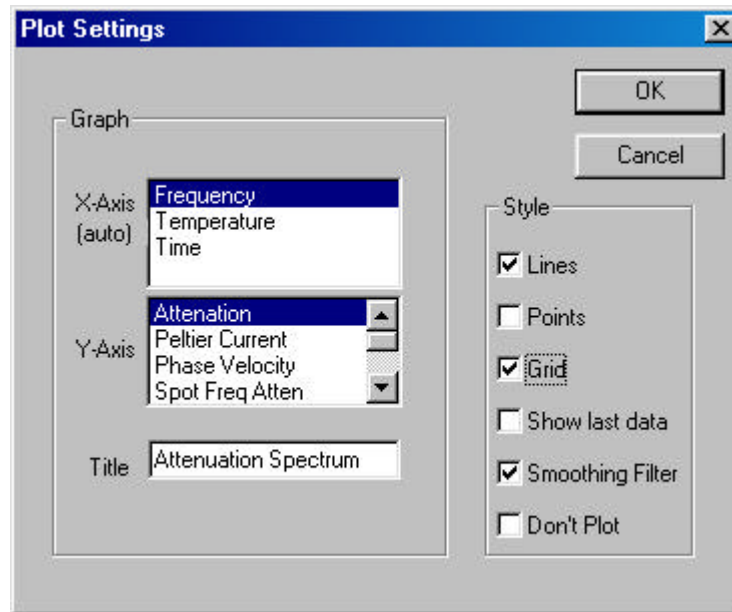 Plot Settings
OK
Cancel
Graph
X-Axis
(auto)
Frequency
Temperature
Time
Y-Axis
Attenation
Peltier Current
Phase Velocity
Spot Freq Atten
Title
Attenuation Spectrum
Style
Lines
Points
Grid
Show last data
Smoothing Filter
Don't Plot